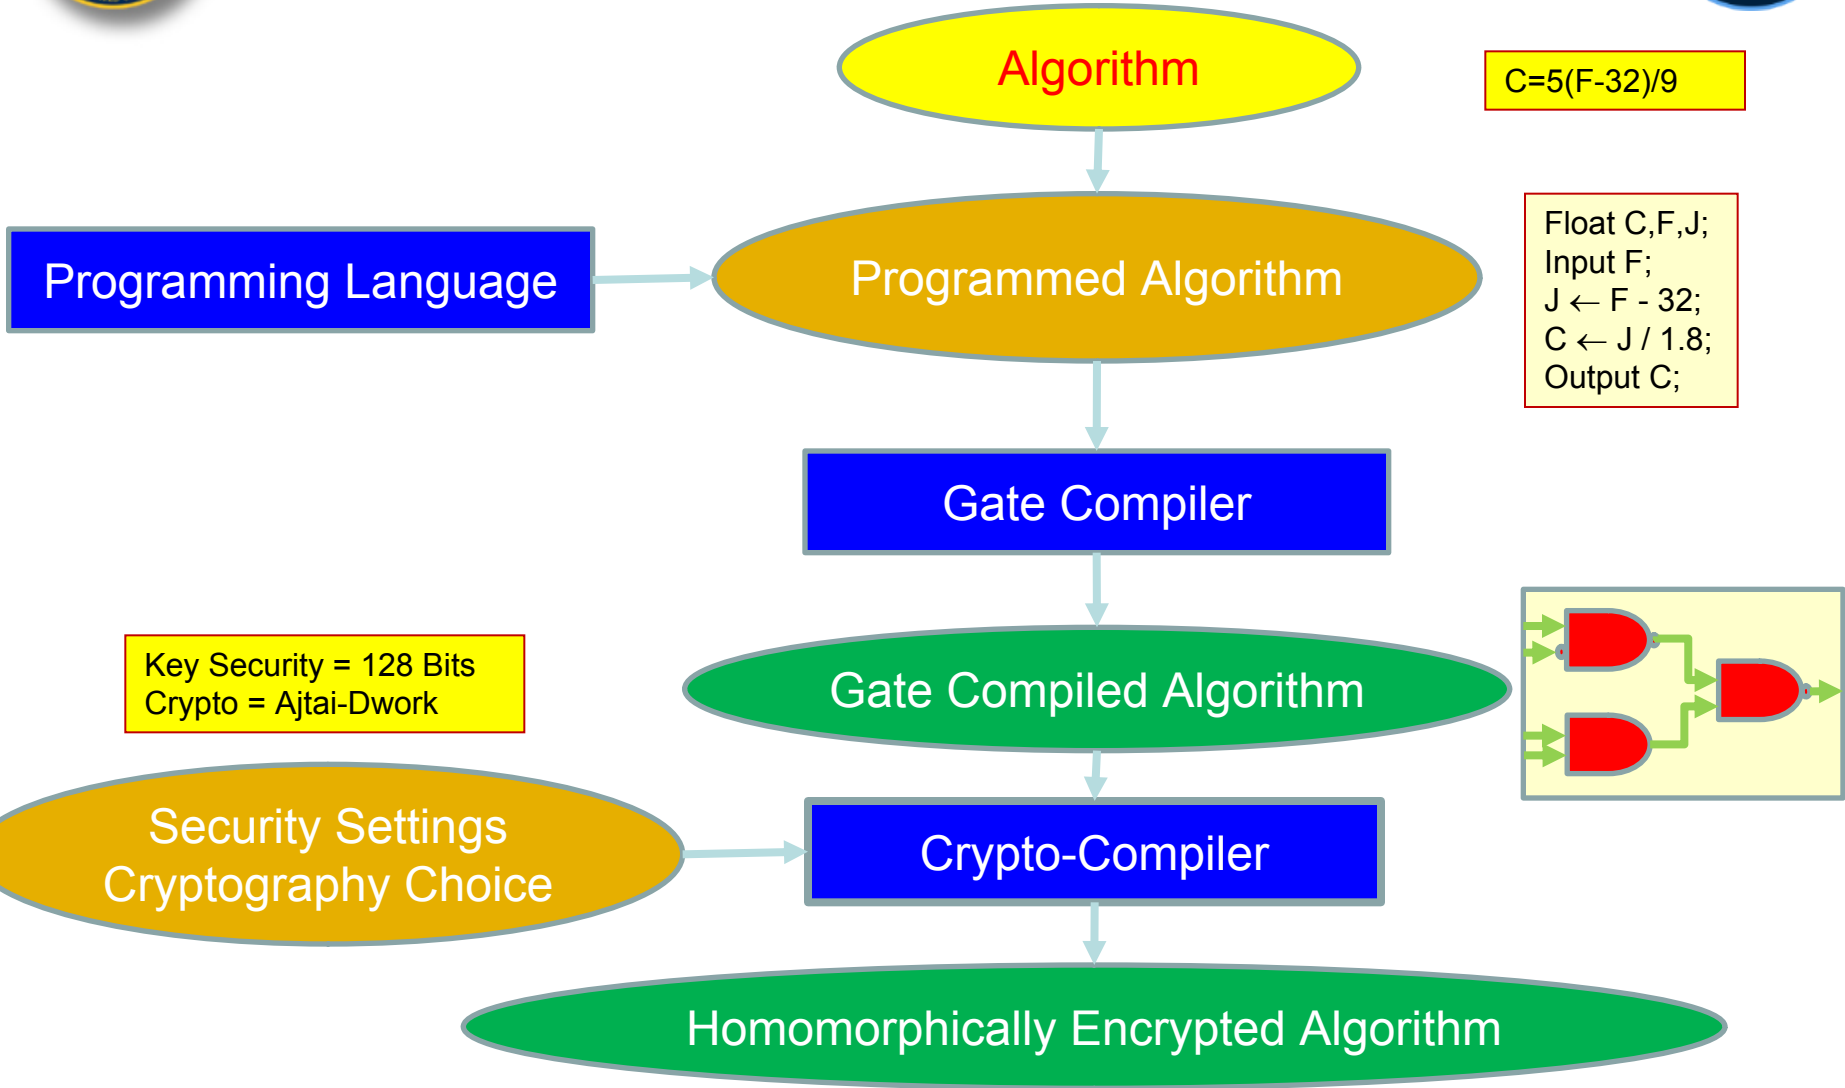 Algorithm
C=5(F-32)/9
Programming Language
Programmed Algorithm
Float C,F,J;
Input F;
J ← F - 32;
C ← J / 1.8;
Output C;
Gate Compiler
Key Security = 128 Bits
Crypto = Ajtai-Dwork
Gate Compiled Algorithm
Security Settings
Cryptography Choice
Crypto-Compiler
Homomorphically Encrypted Algorithm